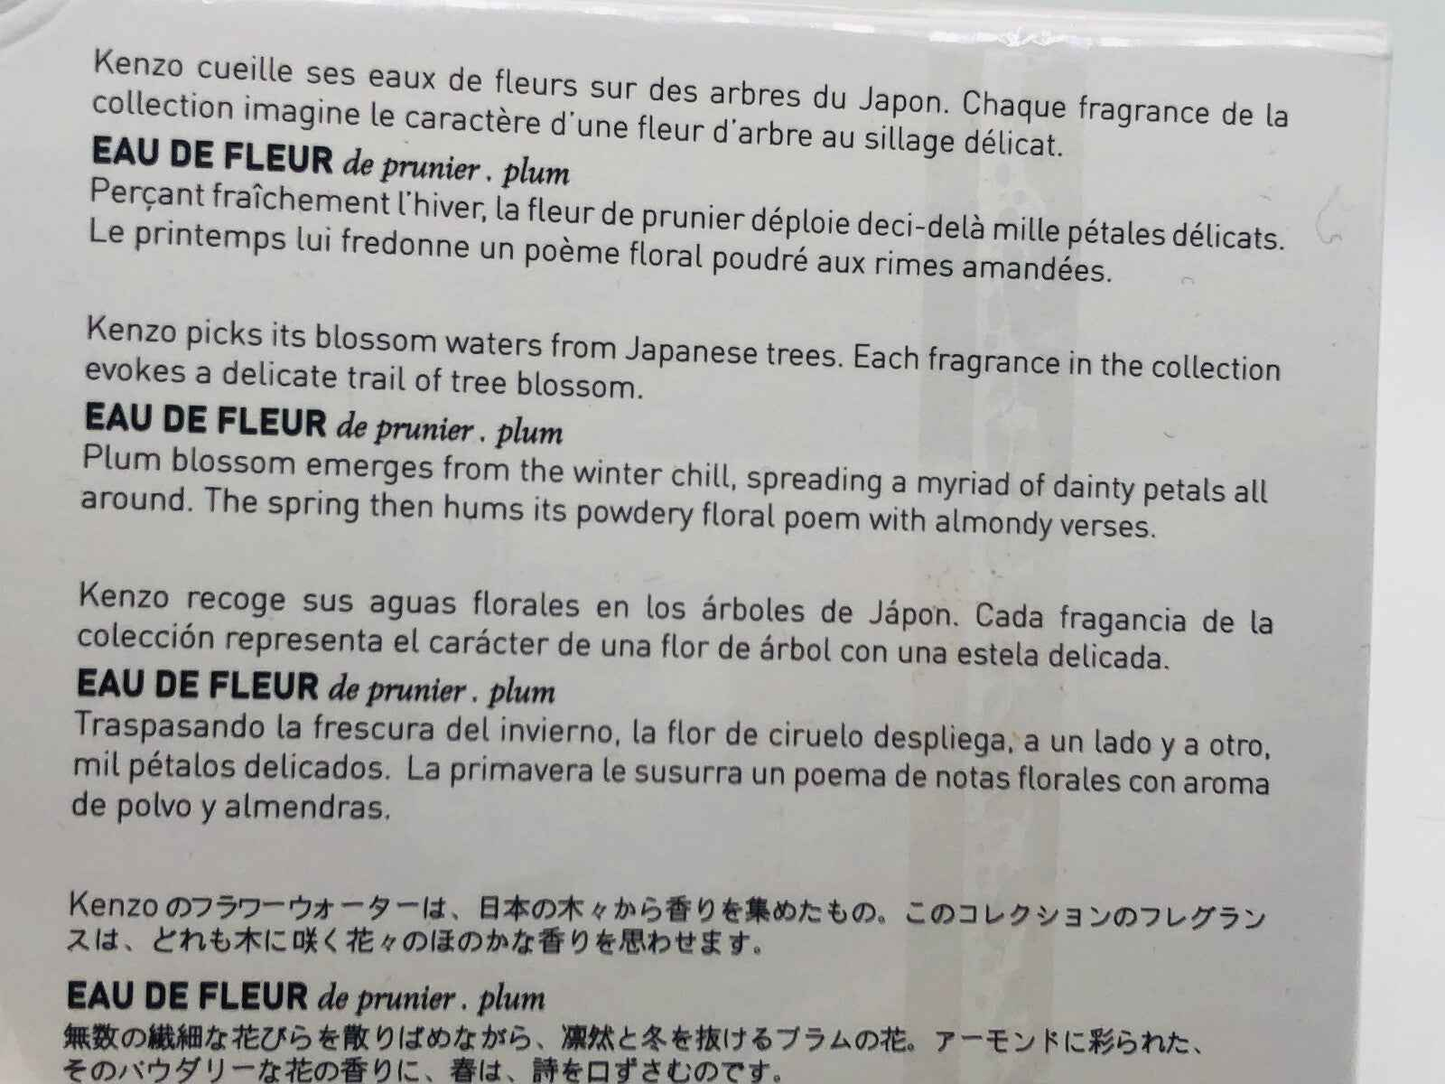 Kenzo cueille ses eaux de fleurs sur des arbres du Japon. Chaque fragrance de la
collection imagine le caractère d'une fleur d'arbre au sillage délicat.
EAU DE FLEUR de prunier . plum
Perçant fraîchement l'hiver, la fleur de prunier déploie deci-delà mille pétales délicats.
Le printemps lui fredonne un poème floral poudré aux rimes amandées.
Kenzo picks its blossom waters from Japanese trees. Each fragrance in the collection
evokes a delicate trail of tree blossom.
EAU DE FLEUR de prunier . plum
Plum blossom emerges from the winter chill, spreading a myriad of dainty petals all
around. The spring then hums its powdery floral poem with almondy verses.
Kenzo recoge sus aguas florales en los árboles de Jápon. Cada fragancia de la
colección representa el carácter de una flor de árbol con una estela delicada.
EAU DE FLEUR de prunier . plum
Traspasando la frescura del invierno, la flor de ciruelo despliega, a un lado y a otro,
mil pétalos delicados. La primavera le susurra un poema de notas florales con aroma
de polvo y almendras.
Kenzoのフラワーウォーターは、日本の木々から香りを集めたもの。このコレクションのフレグラン
スは、どれも木に咲く花々のほのかな香りを思わせます。
EAU DE FLEUR de prunier . plum
無数の繊細な花びらを散りばめながら、凛然と冬を抜けるプラムの花。アーモンドに彩られた、
そのパウダリーな花の香りに、春は、詩を口ずさむのです。